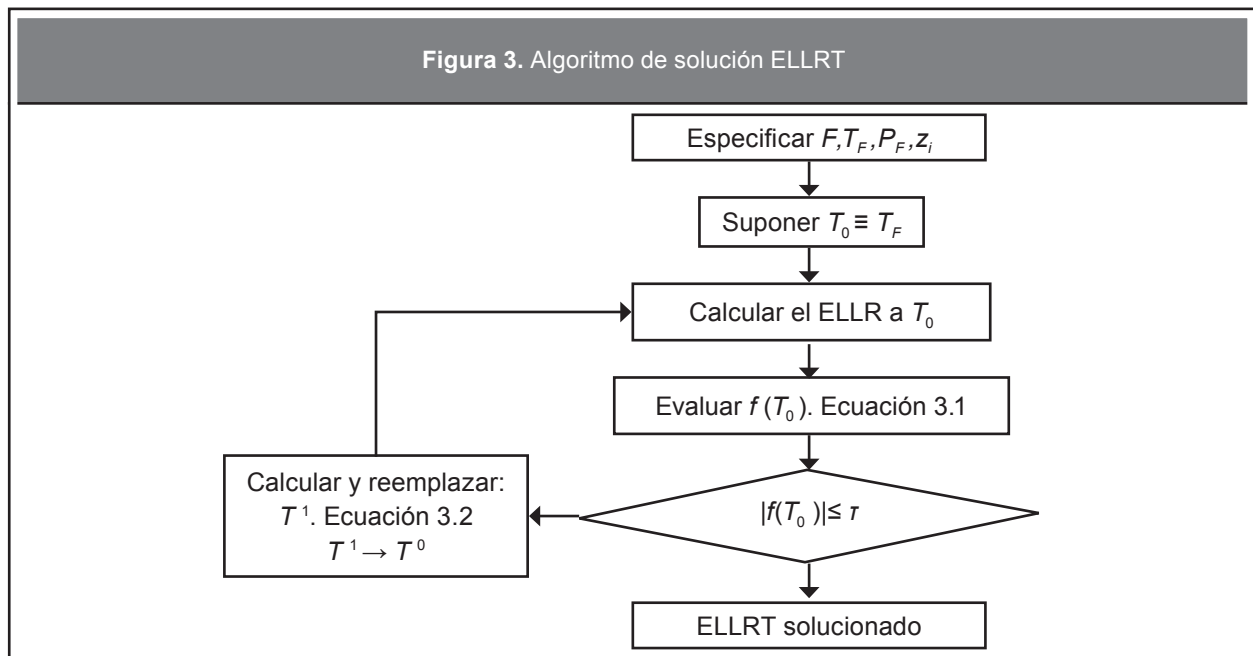 Figura 3. Algoritmo de solución ELLRT
Especificar F,T_F,P_F,z_i
Suponer T_0 ≡ T_F
Calcular el ELLR a T_0
Evaluar f (T_0). Ecuación 3.1
|f(T_0)|≤ τ
Calcular y reemplazar:
T ^1. Ecuación 3.2
T ^1 → T ^0
ELLRT solucionado